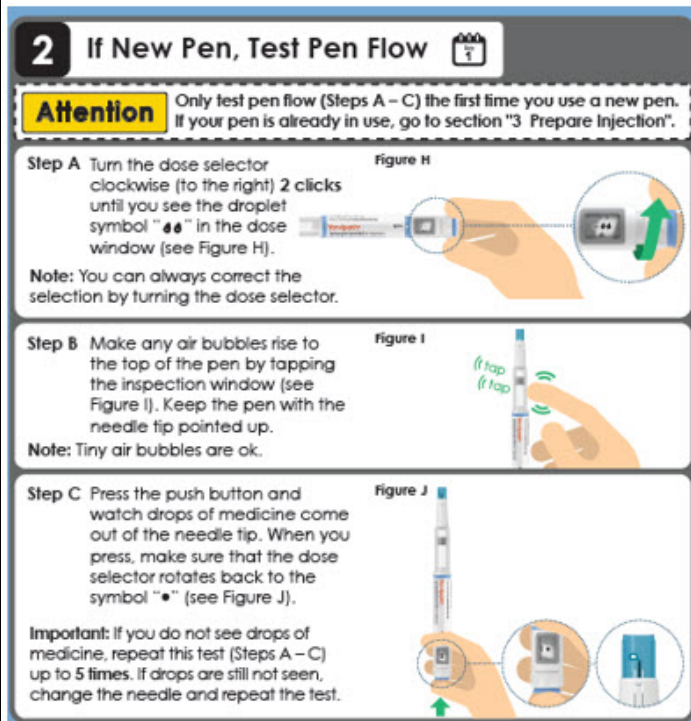 2 If New Pen, Test Pen Flow
Attention
Only test pen flow (Steps A – C) the first time you use a new pen.
If your pen is already in use, go to section "3 Prepare Injection".
Step A Turn the dose selector
clockwise (to the right) 2 clicks
until you see the droplet
symbol " " in the dose
window (see Figure H).
Note: You can always correct the
selection by turning the dose selector.
Figure H
Step B Make any air bubbles rise to
the top of the pen by tapping
the inspection window (see
Figure I). Keep the pen with the
needle tip pointed up.
Note: Tiny air bubbles are ok.
Figure I
tap
tap
Step C Press the push button and
watch drops of medicine come
out of the needle tip. When you
press, make sure that the dose
selector rotates back to the
symbol "●" (see Figure J).
Important: If you do not see drops of
medicine, repeat this test (Steps A – C)
up to 5 times. If drops are still not seen,
change the needle and repeat the test.
Figure J